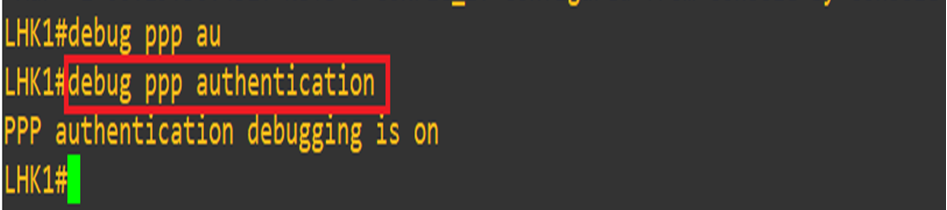 LHK1#debug ppp au
LHK1#debug ppp authentication
PPP authentication debugging is on
LHK1#